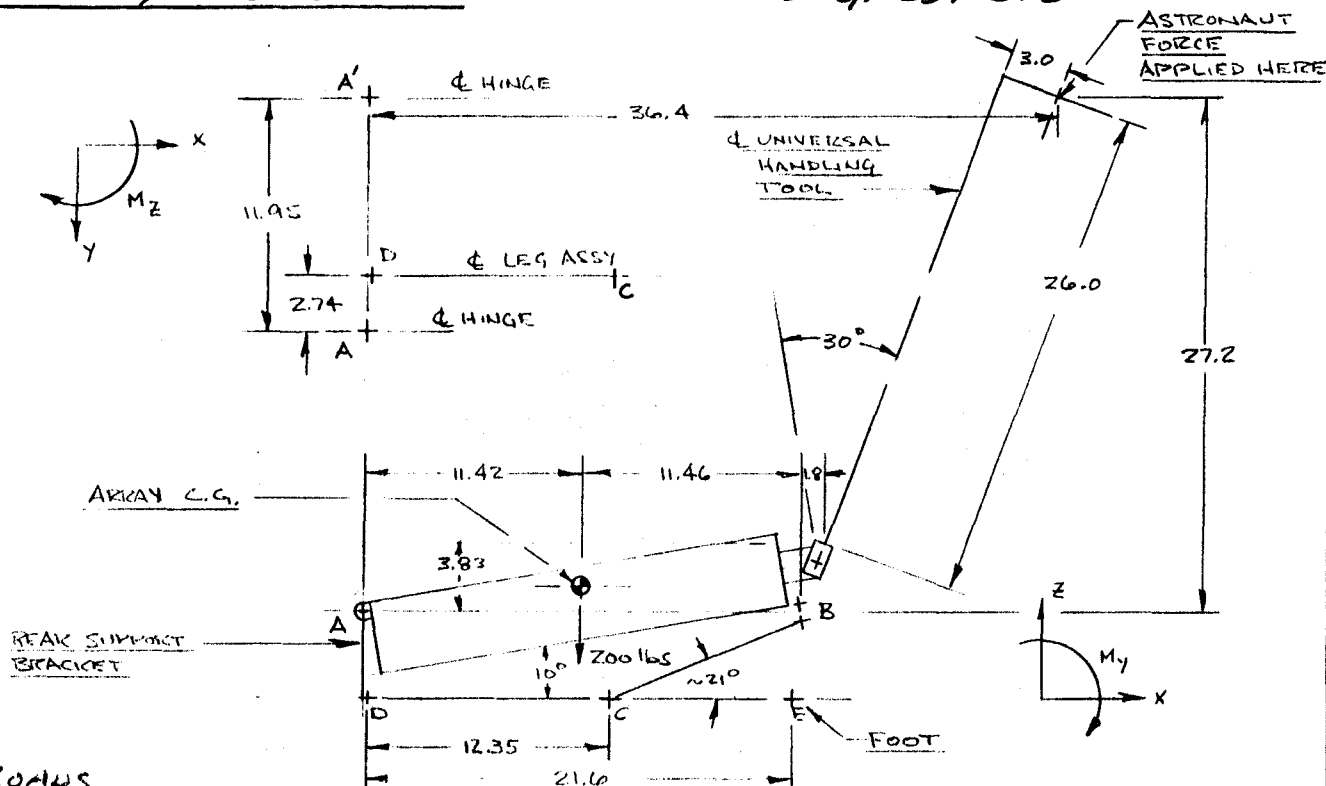 ASTRONAUT
FORCE
APPLIED HERE
3.0
A'
℄ HINGE
36.4
X
℄ UNIVERSAL
HANDLING
TOOL
MZ
11.95
Y
D
℄ LEG ASSY
C
26.0
2.74
℄ HINGE
A
30°
27.2
11.42
11.46
1.8
ARRAY C.G.
3.83
Z
A
B
REAR SUPPORT
BRACKET
200 lbs
10°
~21°
My
X
D
C
E
FOOT
12.35
21.6